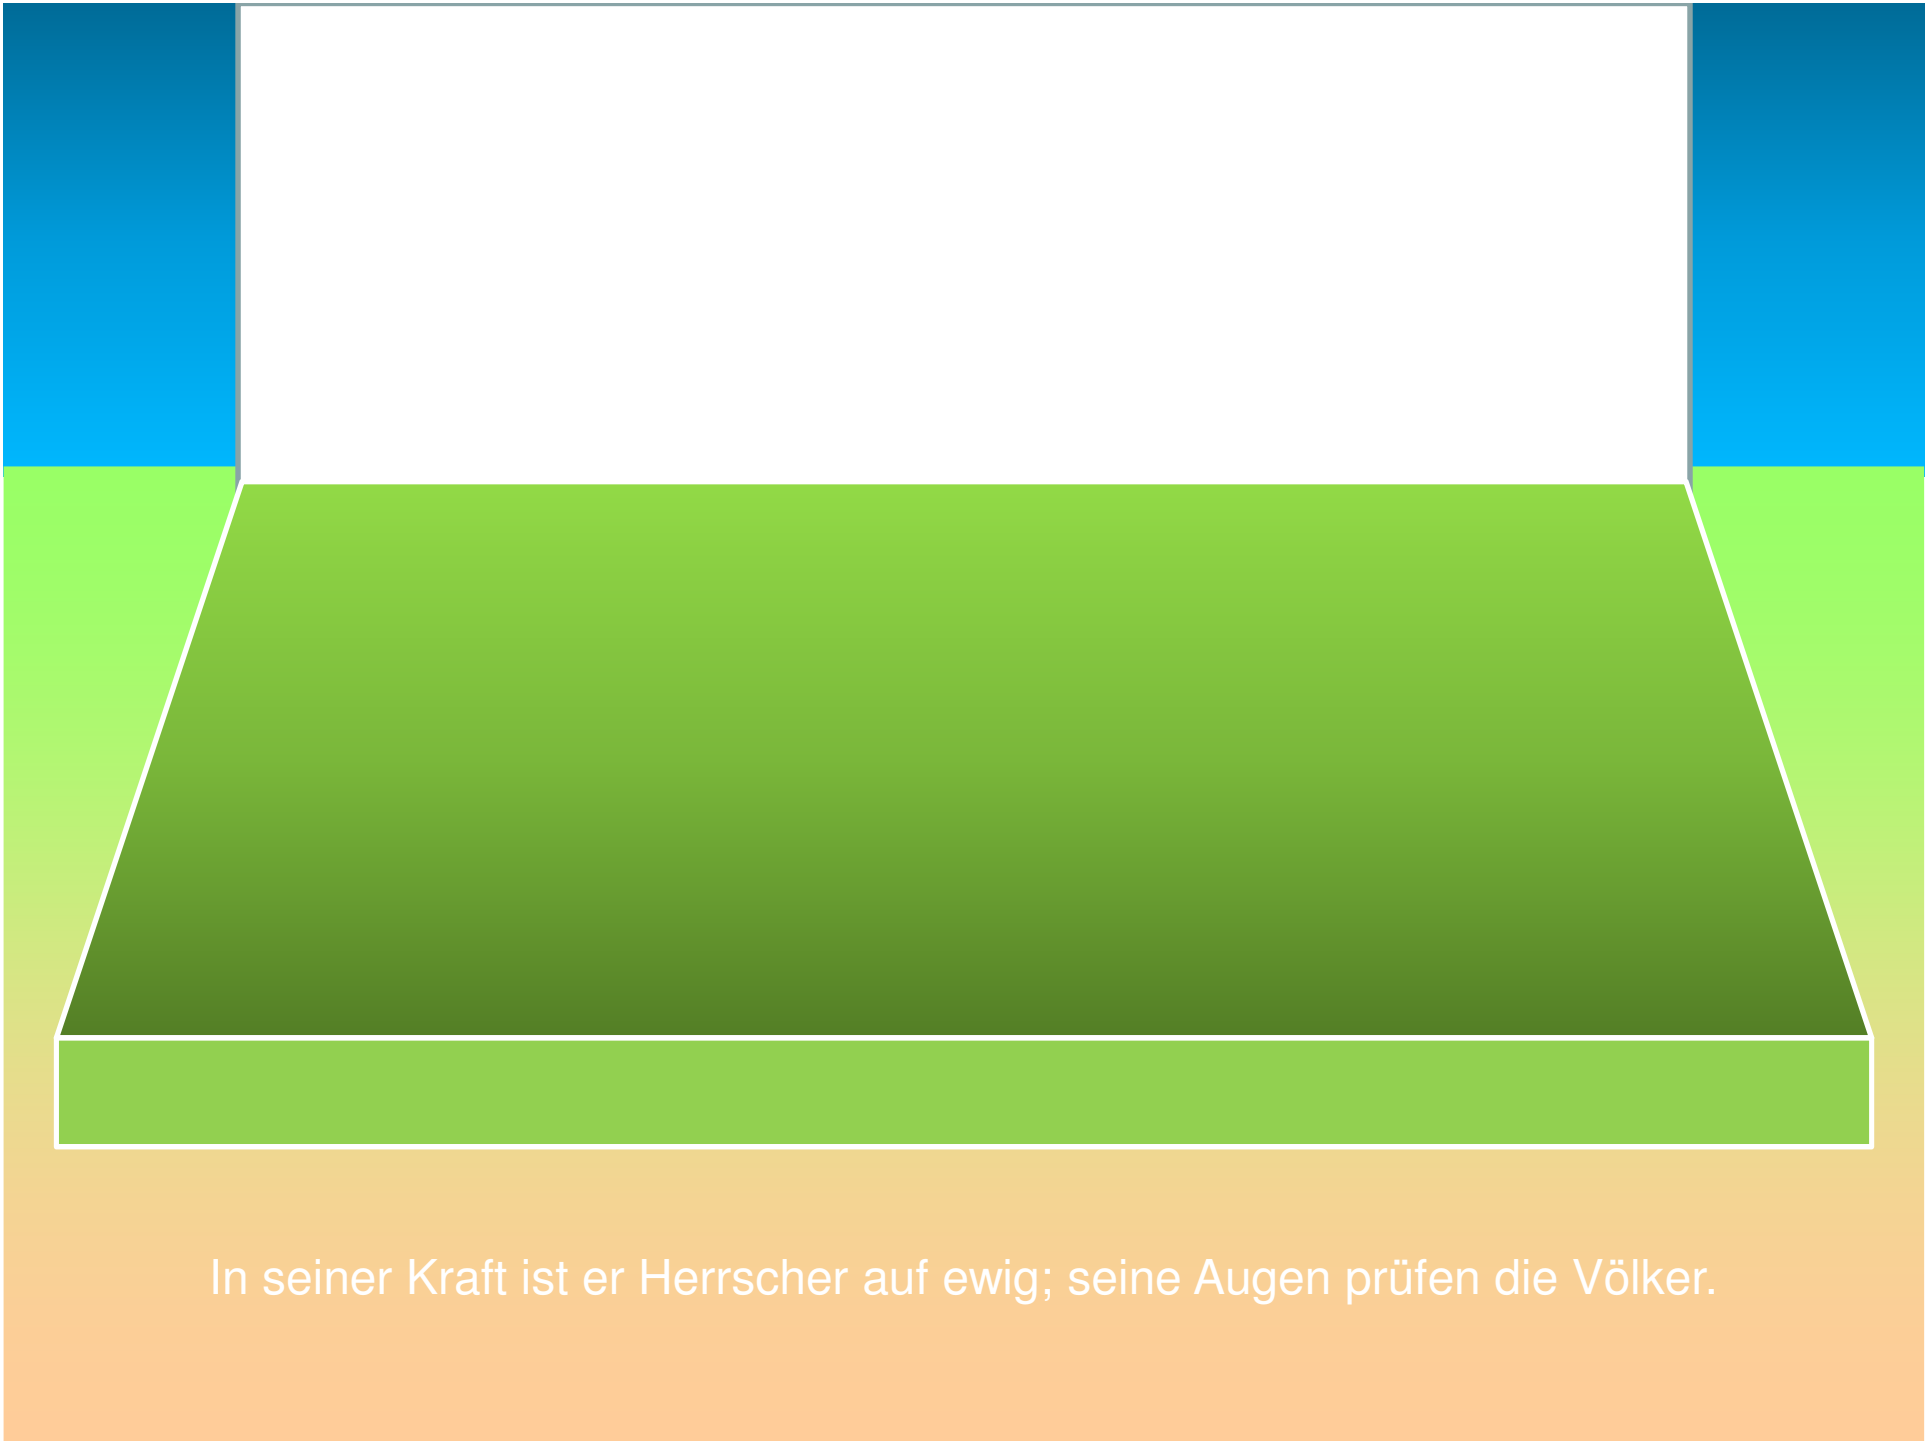 In seiner Kraft ist er Herrscher auf ewig; seine Augen prüfen die Völker.